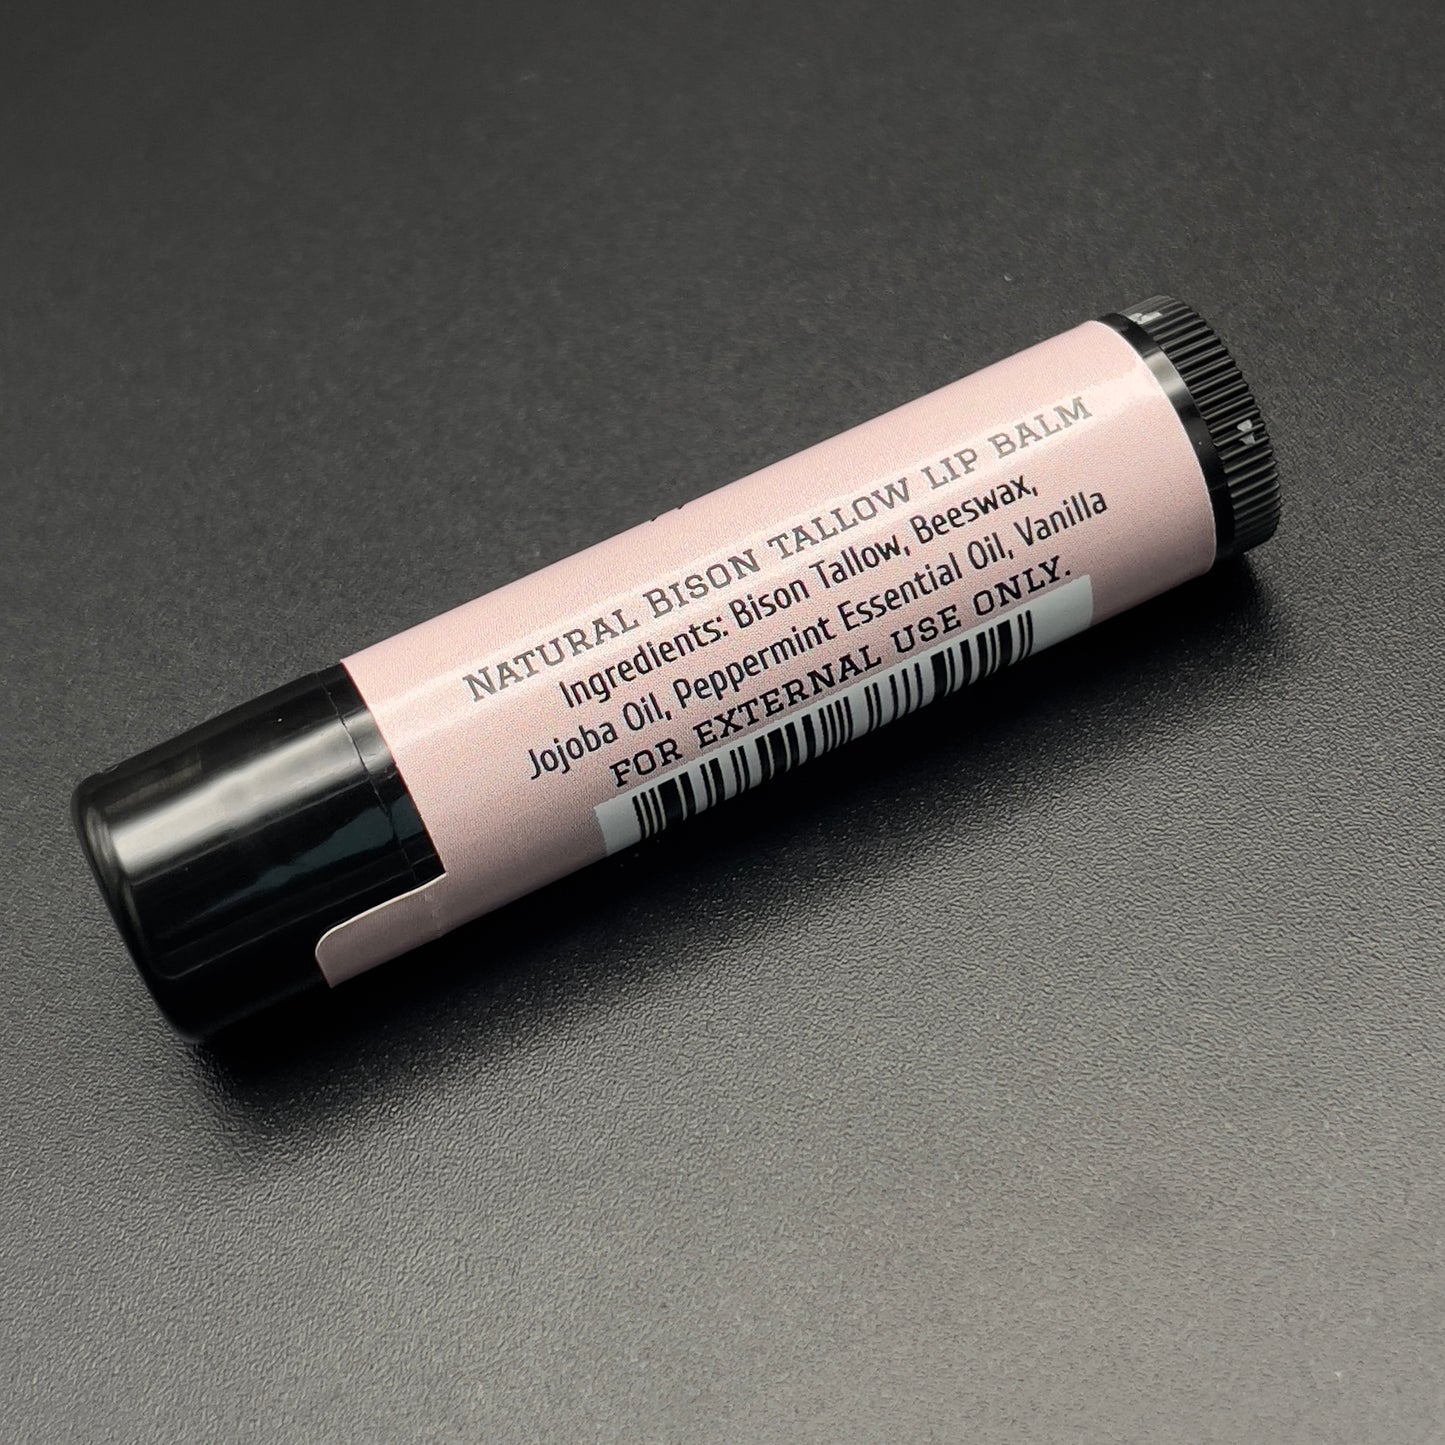 NATURAL BISON TALLOW LIP BALM
Ingredients: Bison Tallow, Beeswax,
Jojoba Oil, Peppermint Essential Oil, Vanilla
FOR EXTERNAL USE ONLY.